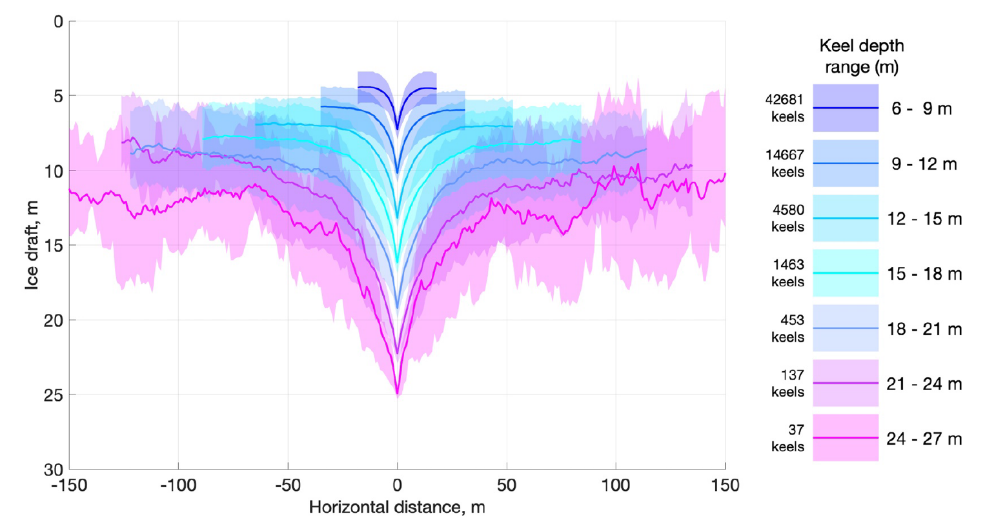 0
5
10
15
20
25
30
Ice draft, m
-150
-100
-50
0
50
100
150
Horizontal distance, m
Keel depth
range (m)
42681
keels
6 - 9 m
14667
keels
9 - 12 m
4580
keels
12 - 15 m
1463
keels
15 - 18 m
453
keels
18 - 21 m
137
keels
21 - 24 m
37
keels
24 - 27 m